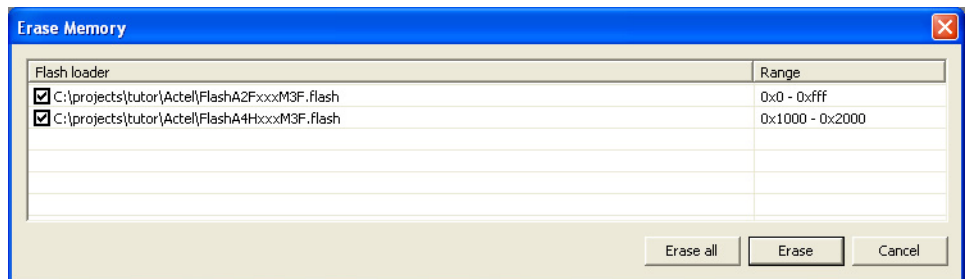 Erase Memory
Flash loader Range
C:\projects\tutor\Actel\FlashA2FxxxM3F.flash 0x0 - 0xfff
C:\projects\tutor\Actel\FlashA4HxxxM3F.flash 0x1000 - 0x2000
Erase all Erase Cancel